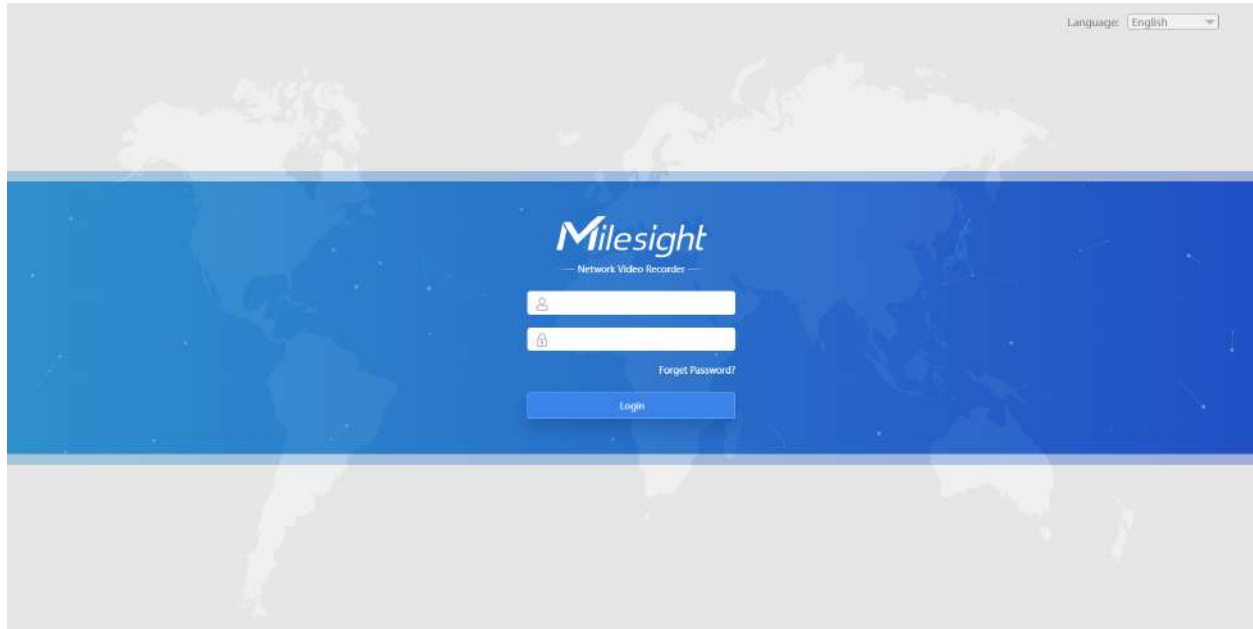 Language: English
Milesight
Network Video Recorder
Forget Password?
Login